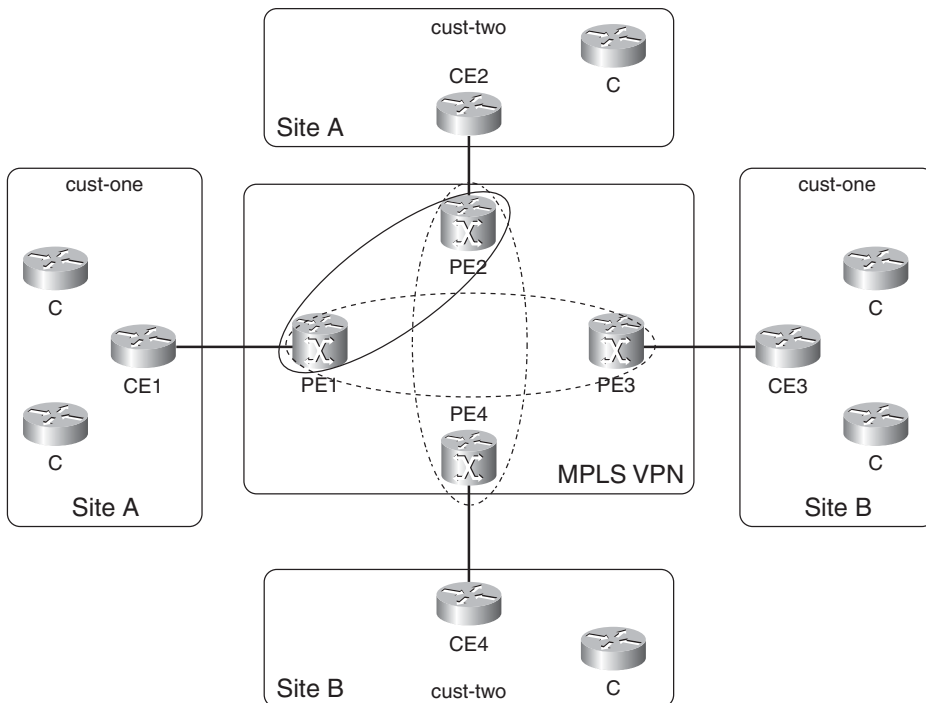 cust-two
C
CE2
Site A
cust-one
cust-one
PE2
C
C
CE1
PE1
PE3
CE3
PE4
C
C
MPLS VPN
Site A
Site B
CE4
Site B
cust-two
C